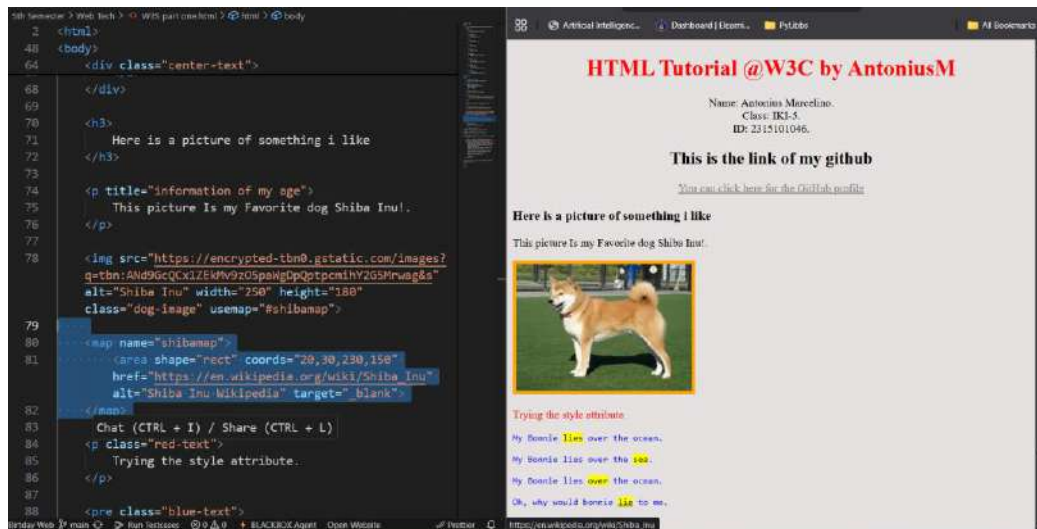 5th Semester > Web Tech > W3S part one.html > html > body
2 <html>
48 <body>
64 <div class="center-text">
68 </div>
69
70 <h3>
71 Here is a picture of something i like
72 </h3>
73
74 <p title="information of my age">
75 This picture Is my Favorite dog Shiba Inu!.
76 </p>
77
78 <img src="https://encrypted-tbn0.gstatic.com/images?
alt="Shiba Inu" width="250" height="180"
class="dog-image" usemap="#shibamap">
79
80 <map name="shibamap">
81 <area shape="rect" coords="20,30,230,150"
href="https://en.wikipedia.org/wiki/Shiba_Inu"
alt="Shiba Inu Wikipedia" target="_blank">
82 </map>
83 Chat (CTRL + I) / Share (CTRL + L)
84 <p class="red-text">
85 Trying the style attribute.
86 </p>
87
88 <pre class="blue-text">
Birtday Web main Run Testcases 0 0 BLACKBOX Agent Open Website Prettier
Artificial Intelligenc... Dashboard | Elearni... PyLibbs All Bookmarks
HTML Tutorial @W3C by AntoniusM
Name: Antonius Marcelino.
Class: IKI-5.
ID: 2315101046.
This is the link of my github
You can click here for the GitHub profile
Here is a picture of something i like
This picture Is my Favorite dog Shiba Inu!.
Trying the style attribute.
My Bonnie lies over the ocean.
My Bonnie lies over the sea.
My Bonnie lies over the ocean.
Oh, why would bonnie lie to me.
https://en.wikipedia.org/wiki/Shiba_Inu